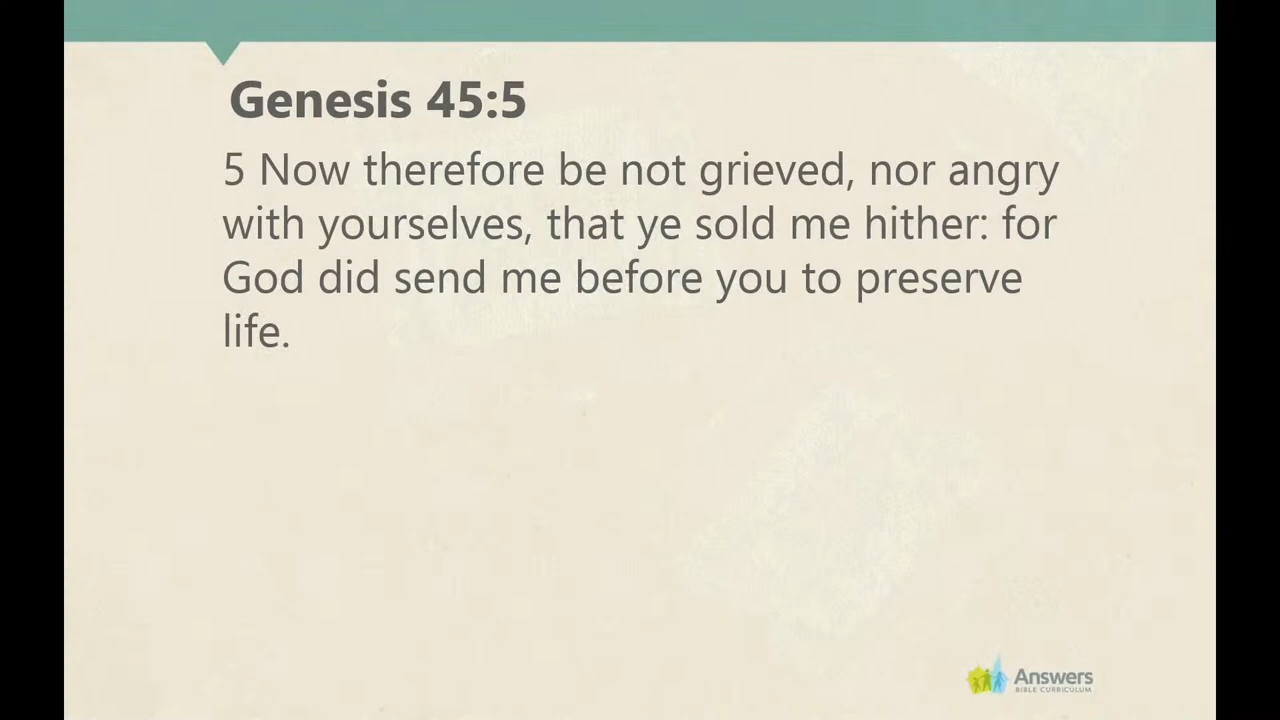 Genesis 45:5
5 Now therefore be not grieved, nor angry
with yourselves, that ye sold me hither: for
God did send me before you to preserve
life.
Answers
BIBLE CURRICULUM